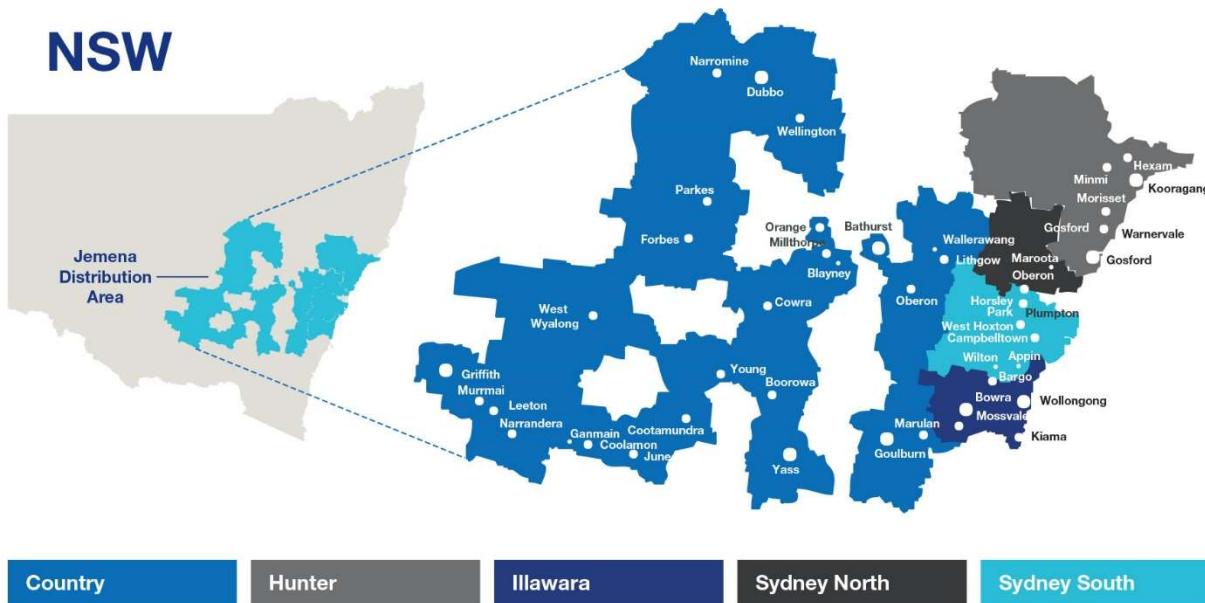 NSW
Jemena
Distribution
Area
Narromine
Dubbo
Wellington
Parkes
Forbes
Orange
Millthorpe
Blayney
Bathurst
Cowra
West
Wyalong
Griffith
Murrmai
Leeton
Narrandera
Ganmain
Coolamon
June
Cootamundra
Young
Boorowa
Yass
Wallerawang
Lithgow
Oberon
Marulan
Goulburn
Hexam
Minmi
Kooragang
Morisset
Gosford
Warnervale
Gosford
Maroota
Oberon
Horsley
Park
Plumpton
West Hoxton
Campbelltown
Wilton
Appin
Bargo
Bowra
Wollongong
Mossvale
Kiama
Country
Hunter
Illawara
Sydney North
Sydney South